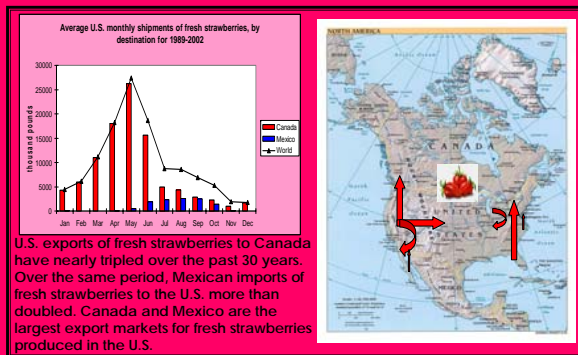 Average U.S. monthly shipments of fresh strawberries, by
destination for 1989-2002
30000
25000
20000
15000
10000
5000
0
thousand pounds
Jan Feb Mar Apr May Jun Jul Aug Sep Oct Nov Dec
Canada
Mexico
World
U.S. exports of fresh strawberries to Canada
have nearly tripled over the past 30 years.
Over the same period, Mexican imports of
fresh strawberries to the U.S. more than
doubled. Canada and Mexico are the
largest export markets for fresh strawberries
produced in the U.S.
NORTH AMERICA
CANADA
UNITED
STATES
MEXICO